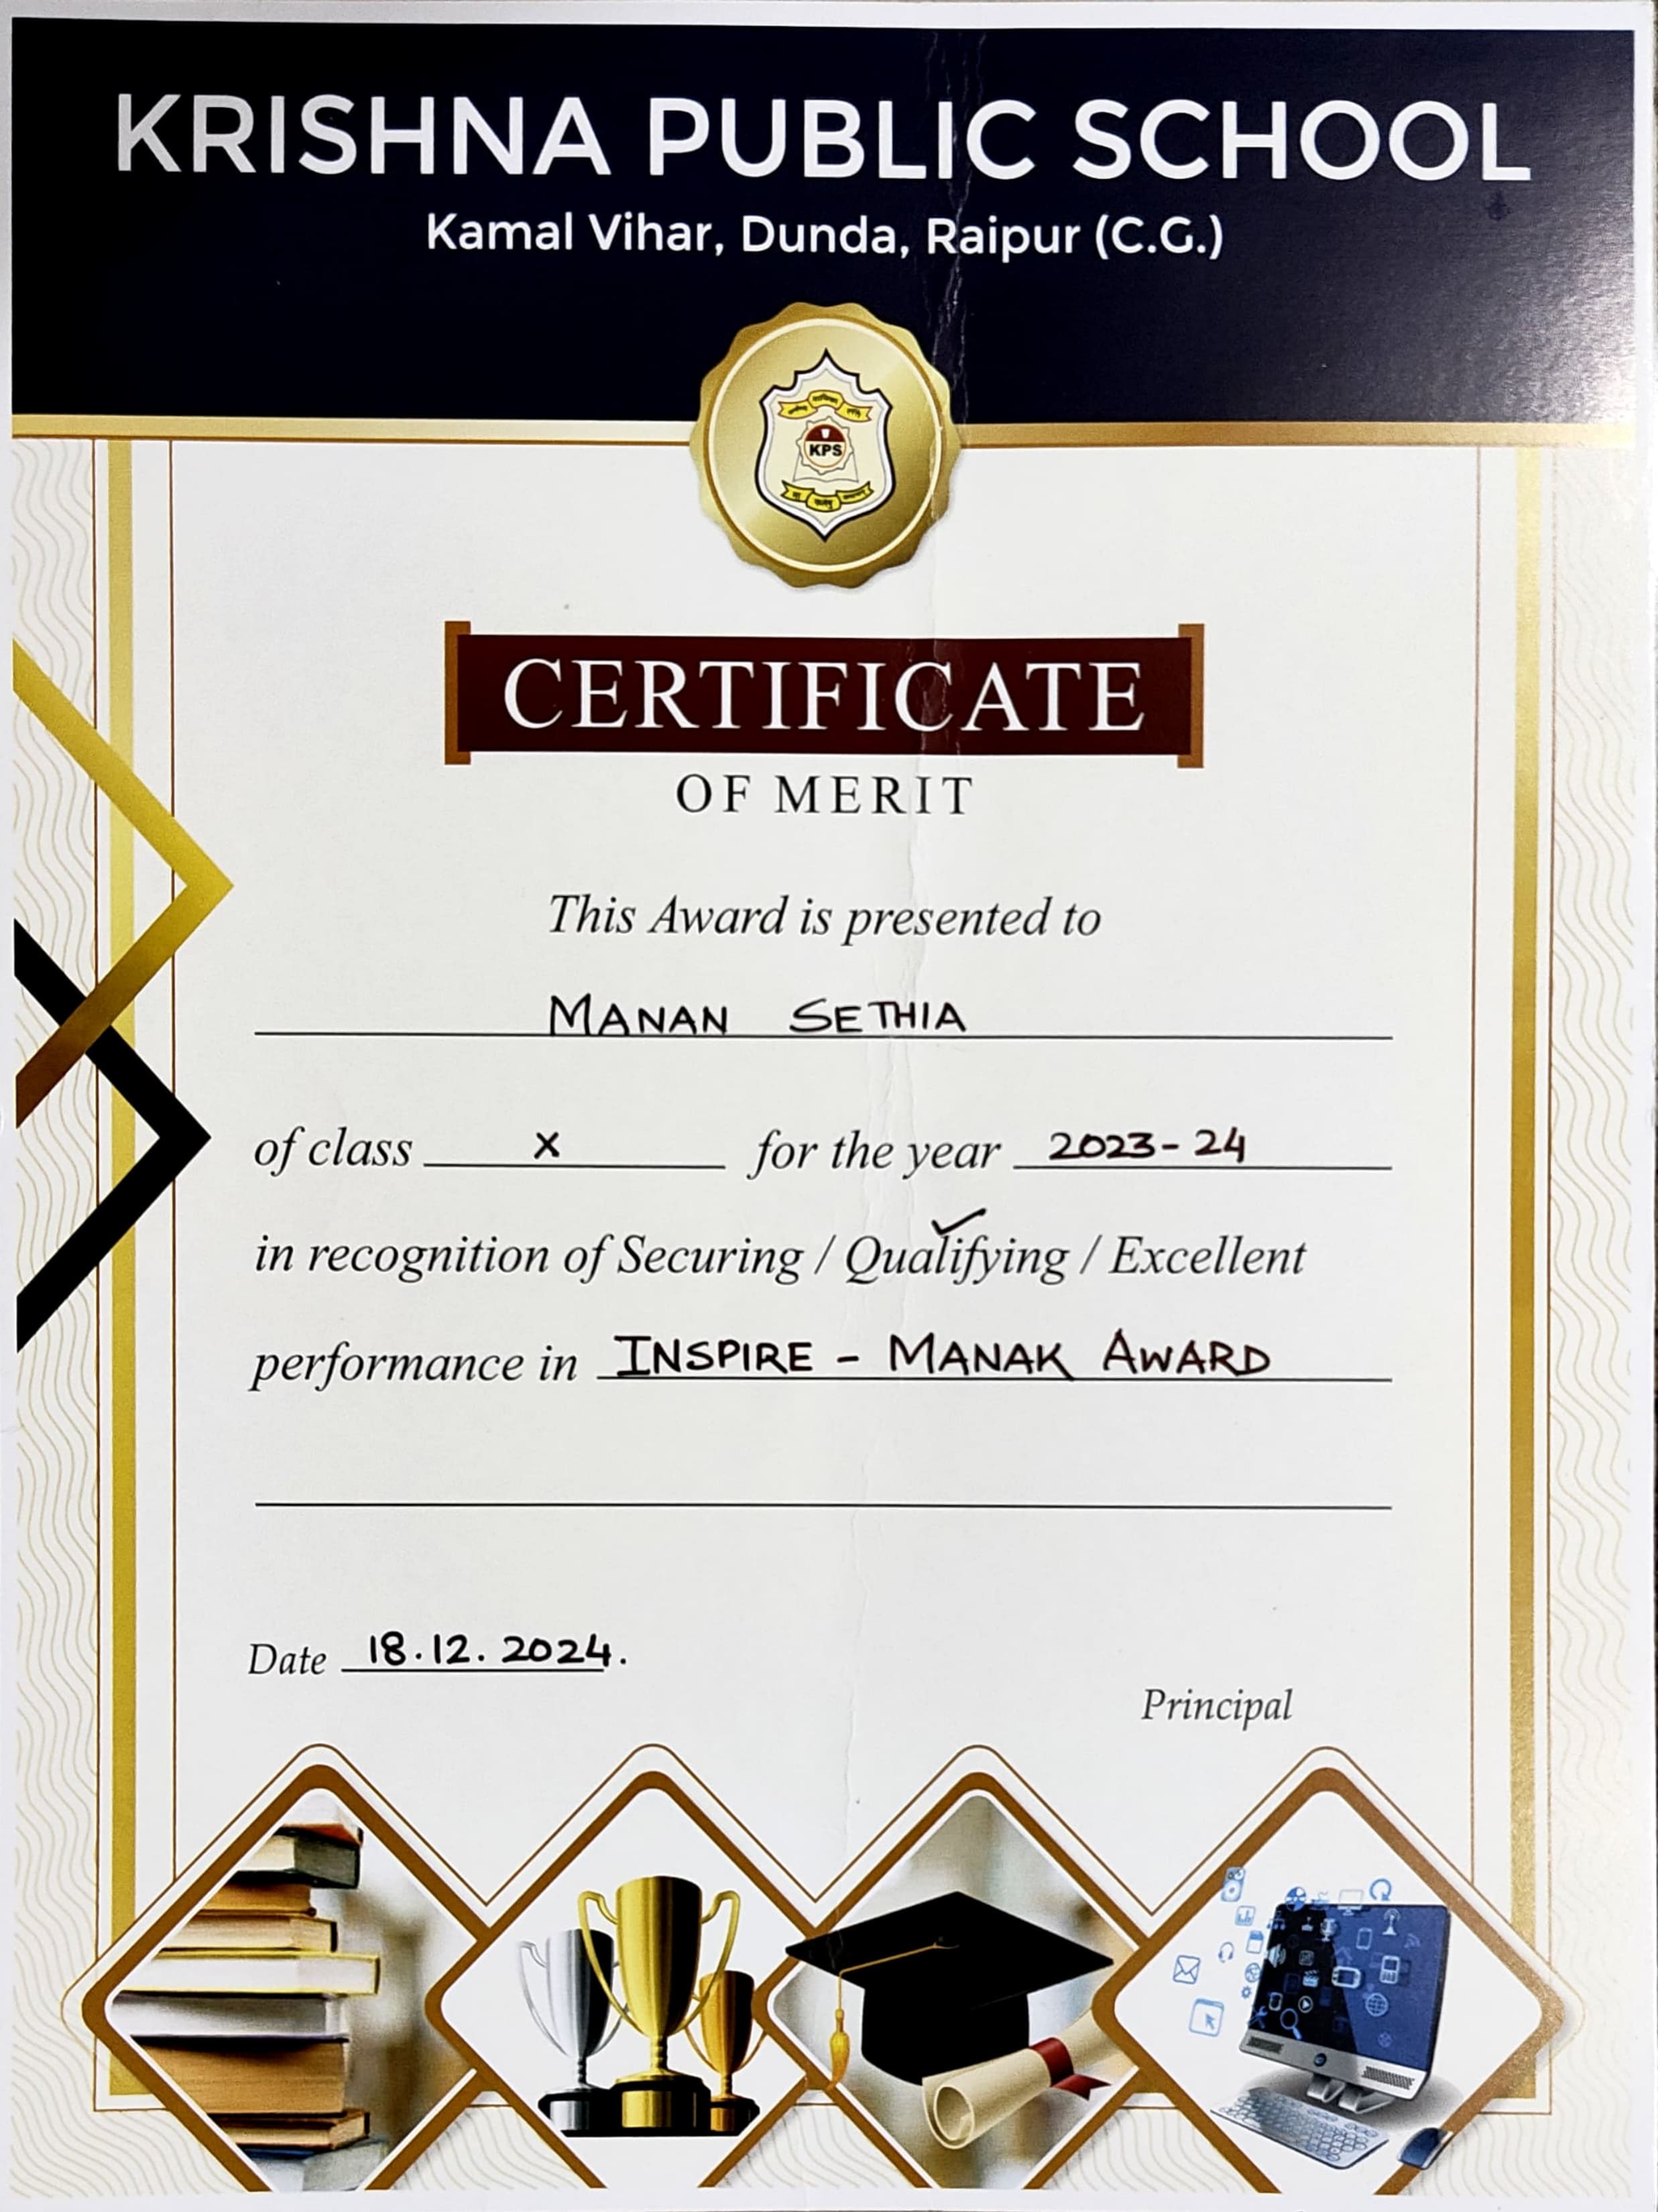 KRISHNA PUBLIC SCHOOL
Kamal Vihar, Dunda, Raipur (C.G.)
KPS
CERTIFICATE
OF MERIT
This Award is presented to
MANAN SETHIA
of class X for the year 2023-24
in recognition of Securing / Qualifying / Excellent
performance in INSPIRE - MANAK AWARD
Date 18.12.2024.
Principal